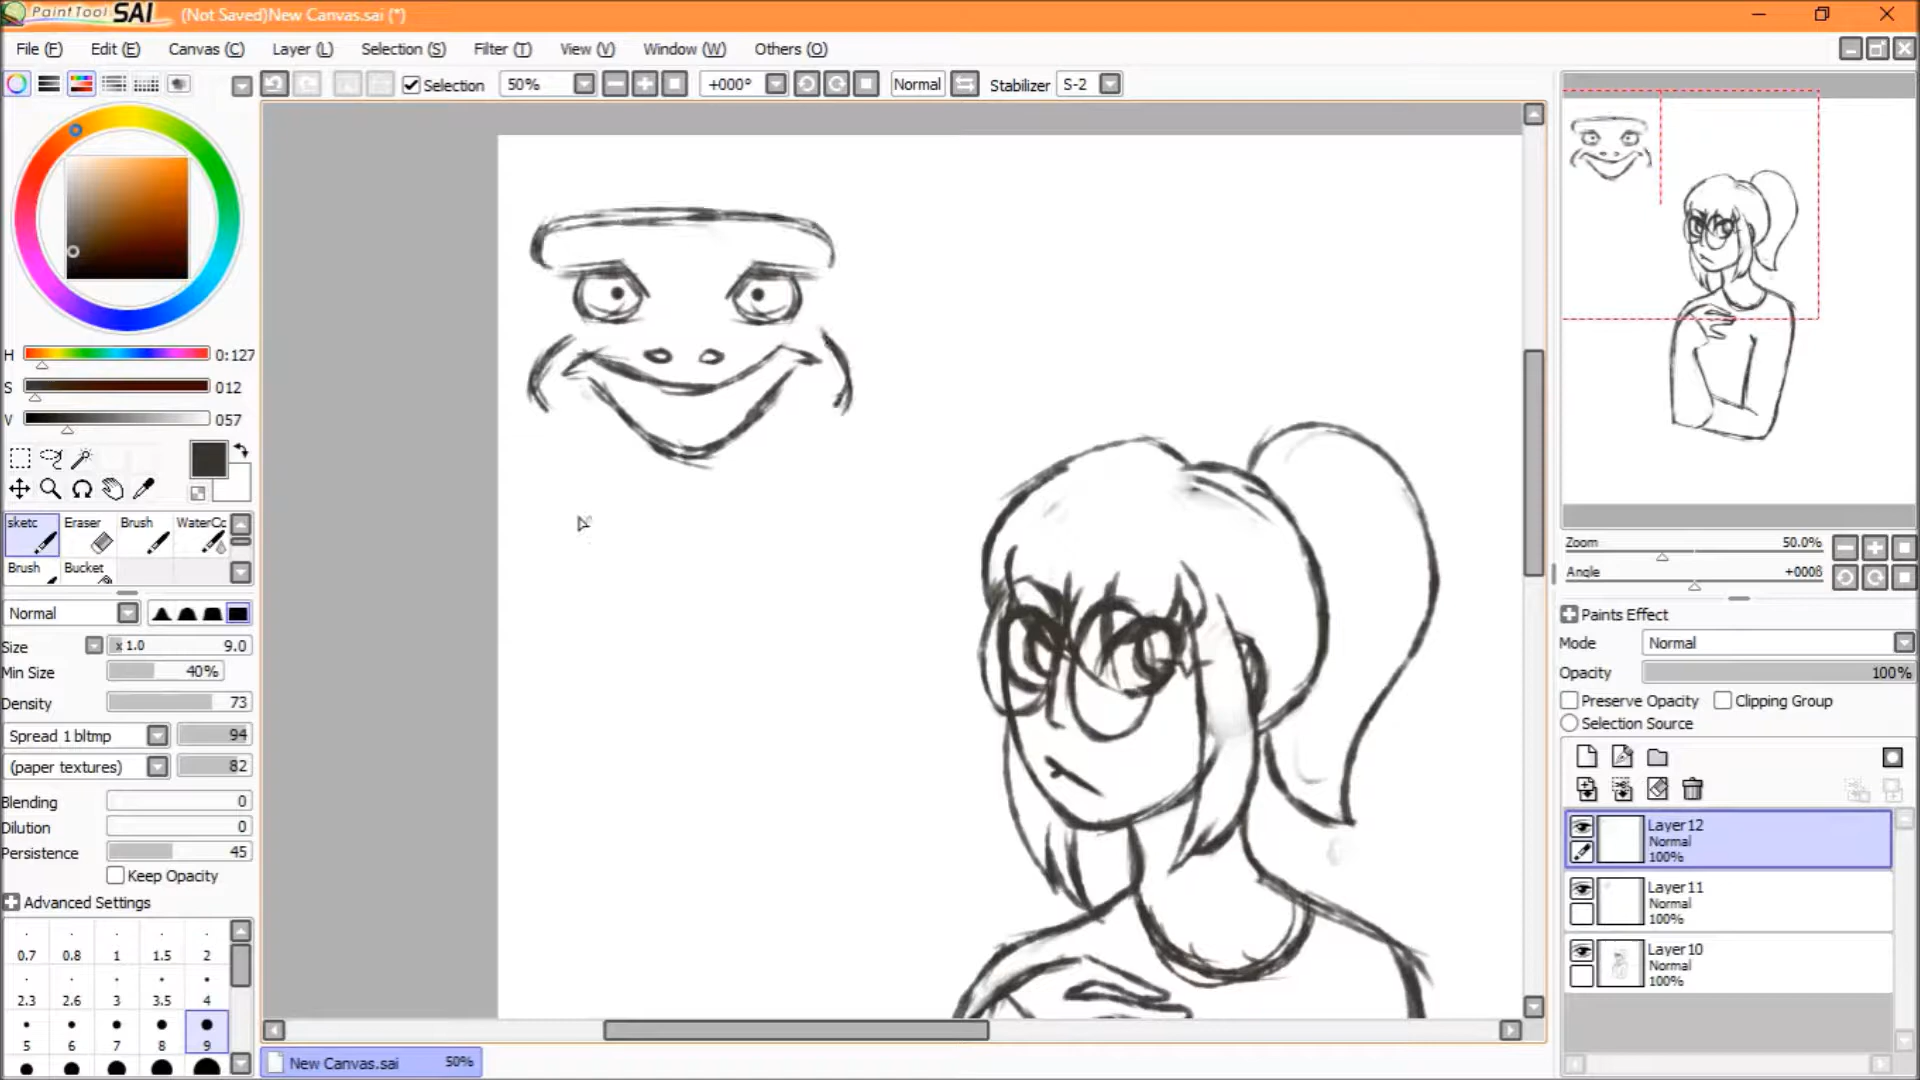 PaintTool SAI (Not Saved)New Canvas.sai (*)
File (F) Edit (E) Canvas (C) Layer (L) Selection (S) Filter (T) View (V) Window (W) Others (O)
Selection 50% +000º Normal Stabilizer S-2
H 0:127
S 012
V 057
sketc Eraser Brush WaterCc
Brush Bucket
Normal
Size x 1.0 9.0
Min Size 40%
Density 73
Spread 1 bltmp 94
(paper textures) 82
Blending 0
Dilution 0
Persistence 45
Keep Opacity
Advanced Settings
0.7 0.8 1 1.5 2
2.3 2.6 3 3.5 4
5 6 7 8 9
New Canvas.sai 50%
Zoom 50.0%
Angle +0008
Paints Effect
Mode Normal
Opacity 100%
Preserve Opacity Clipping Group
Selection Source
Layer12
Normal
100%
Layer11
Normal
100%
Layer10
Normal
100%